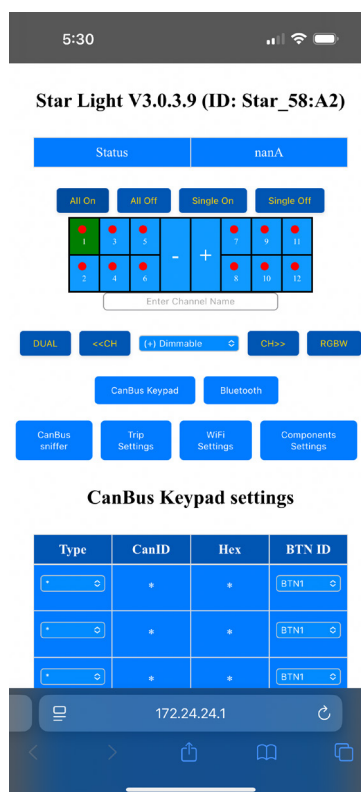 5:30
Star Light V3.0.3.9 (ID: Star_58:A2)
Status nanA
All On All Off Single On Single Off
1 3 5 - + 7 9 11
2 4 6 8 10 12
Enter Channel Name
DUAL <<CH (+) Dimmable CH>> RGBW
CanBus Keypad Bluetooth
CanBus sniffer Trip Settings WiFi Settings Components Settings
CanBus Keypad settings
Type CanID Hex BTN ID
* * * BTN1
* * * BTN1
* * * BTN1
172.24.24.1